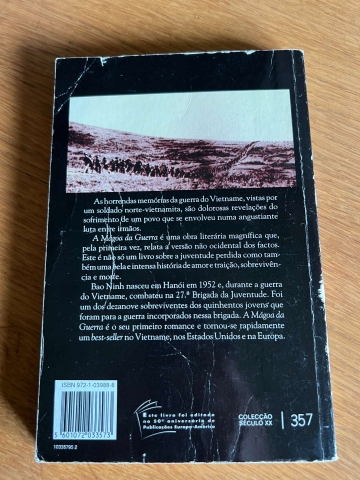 As horrendas memórias da guerra do Vietname, vistas
por um soldado norte-vietnamita, são dolorosas revelações do
sofrimento de um povo que se envolveu numa angustiante
luta entre irmãos.
A Mágoa da Guerra é uma obra literária magnífica que,
pela primeira vez, relata a versão não ocidental dos factos.
Este é não só um livro sobre a juventude perdida como tam-
bém uma bela e intensa história de amor e traição, sobrevivên-
cia e morte.
Bao Ninh nasceu em Hanói em 1952 e, durante a guerra
do Vietname, combateu na 27.ª Brigada da Juventude. Foi
um dos dezanove sobreviventes dos quinhentos jovens que
foram para a guerra incorporados nessa brigada. A Mágoa da
Guerra é o seu primeiro romance e tornou-se rapidamente
um best-seller no Vietname, nos Estados Unidos e na Europa.
ISBN 972-1-03989-8
5601072033573
10335795.2
Este livro foi editado
no 50º aniversário de
Publicações Europa-América
COLECÇÃO
SÉCULO XX
357